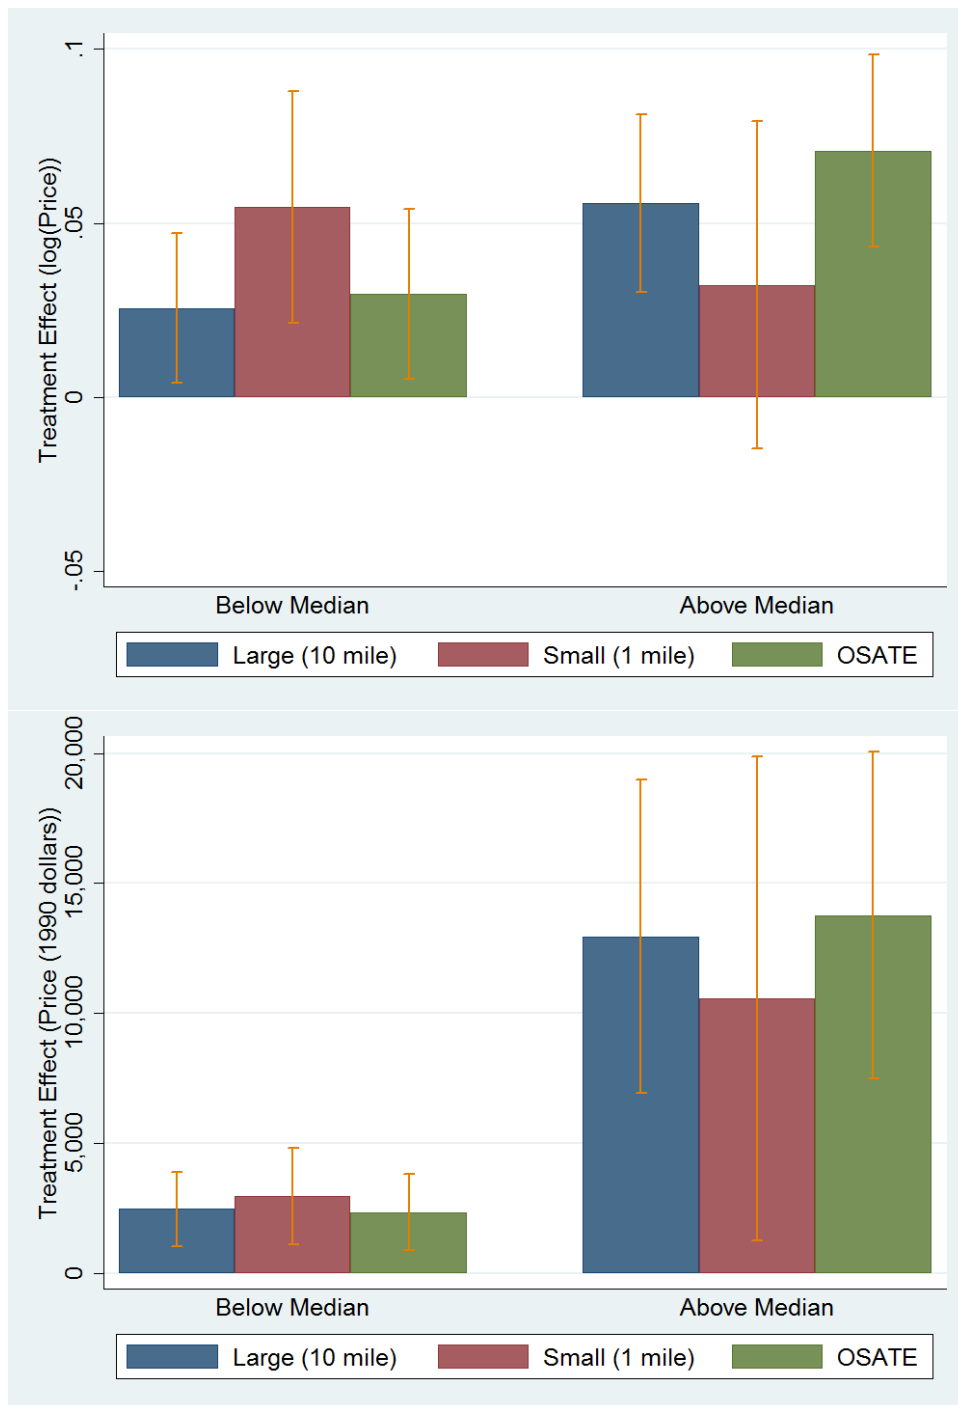 Treatment Effect (log(Price))
.1
.05
0
-.05
Below Median
Above Median
Large (10 mile)
Small (1 mile)
OSATE
Treatment Effect (Price (1990 dollars))
20,000
15,000
10,000
5,000
0
Below Median
Above Median
Large (10 mile)
Small (1 mile)
OSATE